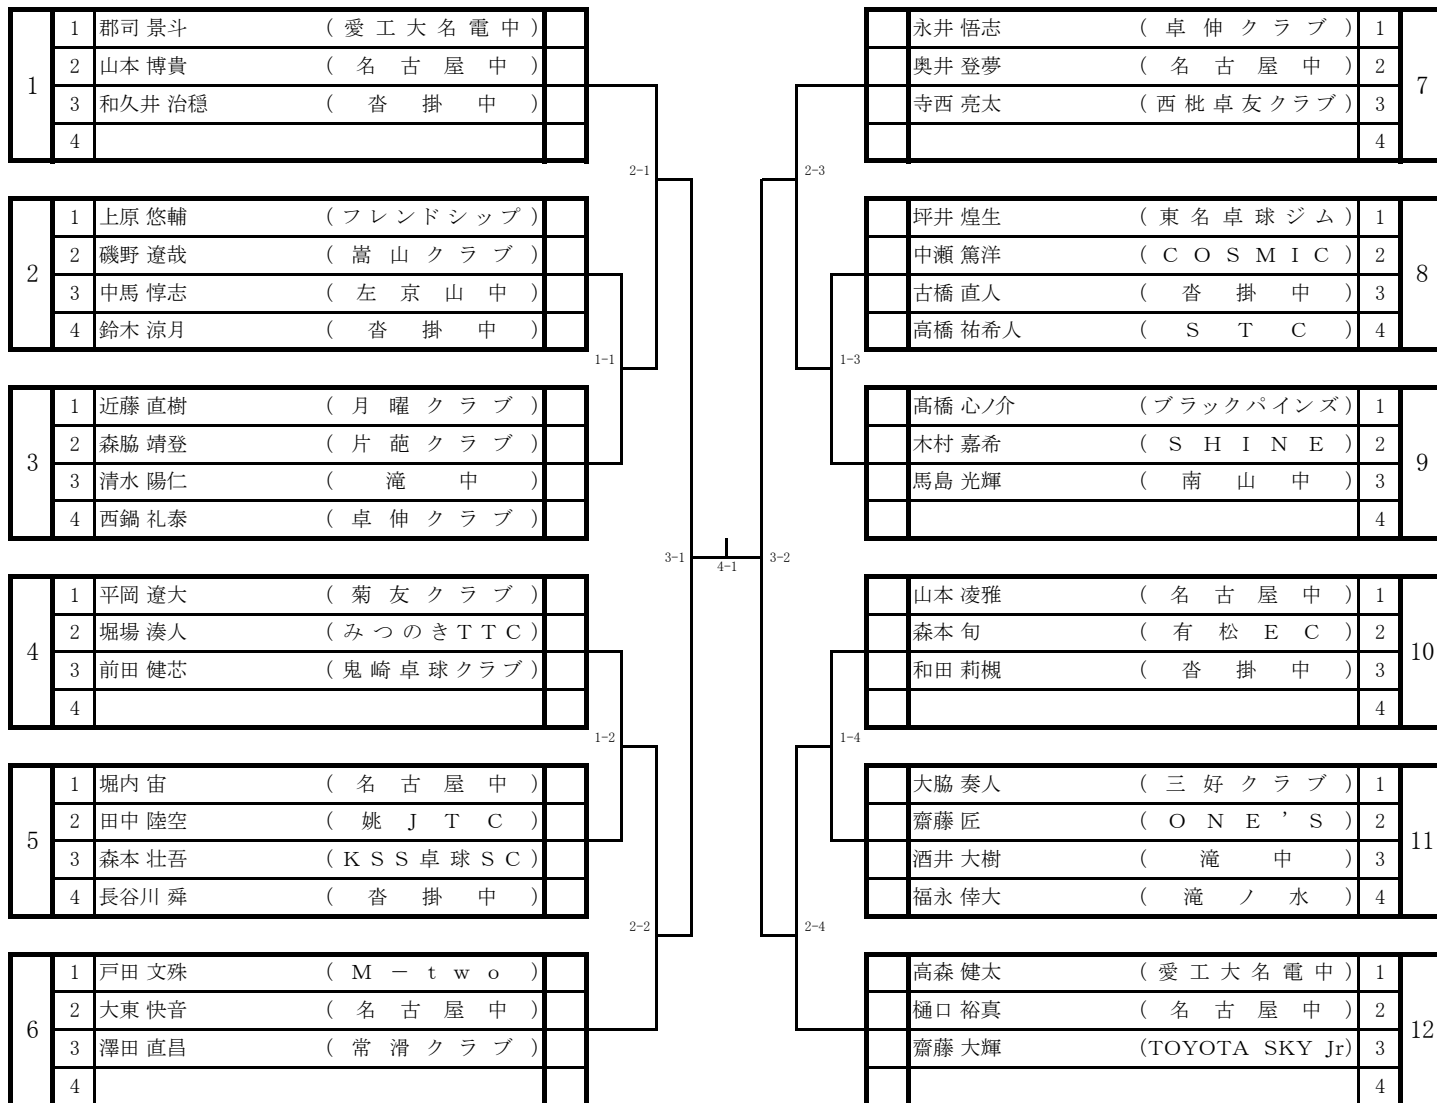 1
1 郡司 景斗 (愛工大名電中)
2 山本 博貴 (名古屋中)
3 和久井 治穏 (沓掛中)
4
2
1 上原 悠輔 (フレンドシップ)
2 磯野 遼哉 (嵩山クラブ)
3 中馬 惇志 (左京山中)
4 鈴木 涼月 (沓掛中)
3
1 近藤 直樹 (月曜クラブ)
2 森脇 靖登 (片葩クラブ)
3 清水 陽仁 (滝中)
4 西鍋 礼泰 (卓伸クラブ)
4
1 平岡 遼大 (菊友クラブ)
2 堀場 湊人 (みつのきTTC)
3 前田 健芯 (鬼崎卓球クラブ)
4
5
1 堀内 宙 (名古屋中)
2 田中 陸空 (姚JTC)
3 森本 壮吾 (KSS卓球SC)
4 長谷川 舜 (沓掛中)
6
1 戸田 文殊 (M－two)
2 大東 快音 (名古屋中)
3 澤田 直昌 (常滑クラブ)
4
2-1
1-1
3-1
1-2
2-2
4-1
2-3
1-3
3-2
1-4
2-4
永井 悟志 (卓伸クラブ) 1
奥井 登夢 (名古屋中) 2
寺西 亮太 (西枇卓友クラブ) 3
4
7
坪井 煌生 (東名卓球ジム) 1
中瀬 篤洋 (COSMIC) 2
古橋 直人 (沓掛中) 3
高橋 祐希人 (STC) 4
8
髙橋 心ノ介 (ブラックパインズ) 1
木村 嘉希 (SHINE) 2
馬島 光輝 (南山中) 3
4
9
山本 凌雅 (名古屋中) 1
森本 旬 (有松EC) 2
和田 莉槻 (沓掛中) 3
4
10
大脇 奏人 (三好クラブ) 1
齋藤 匠 (ONE'S) 2
酒井 大樹 (滝中) 3
福永 倖大 (滝ノ水) 4
11
高森 健太 (愛工大名電中) 1
樋口 裕真 (名古屋中) 2
齋藤 大輝 (TOYOTA SKY Jr) 3
4
12